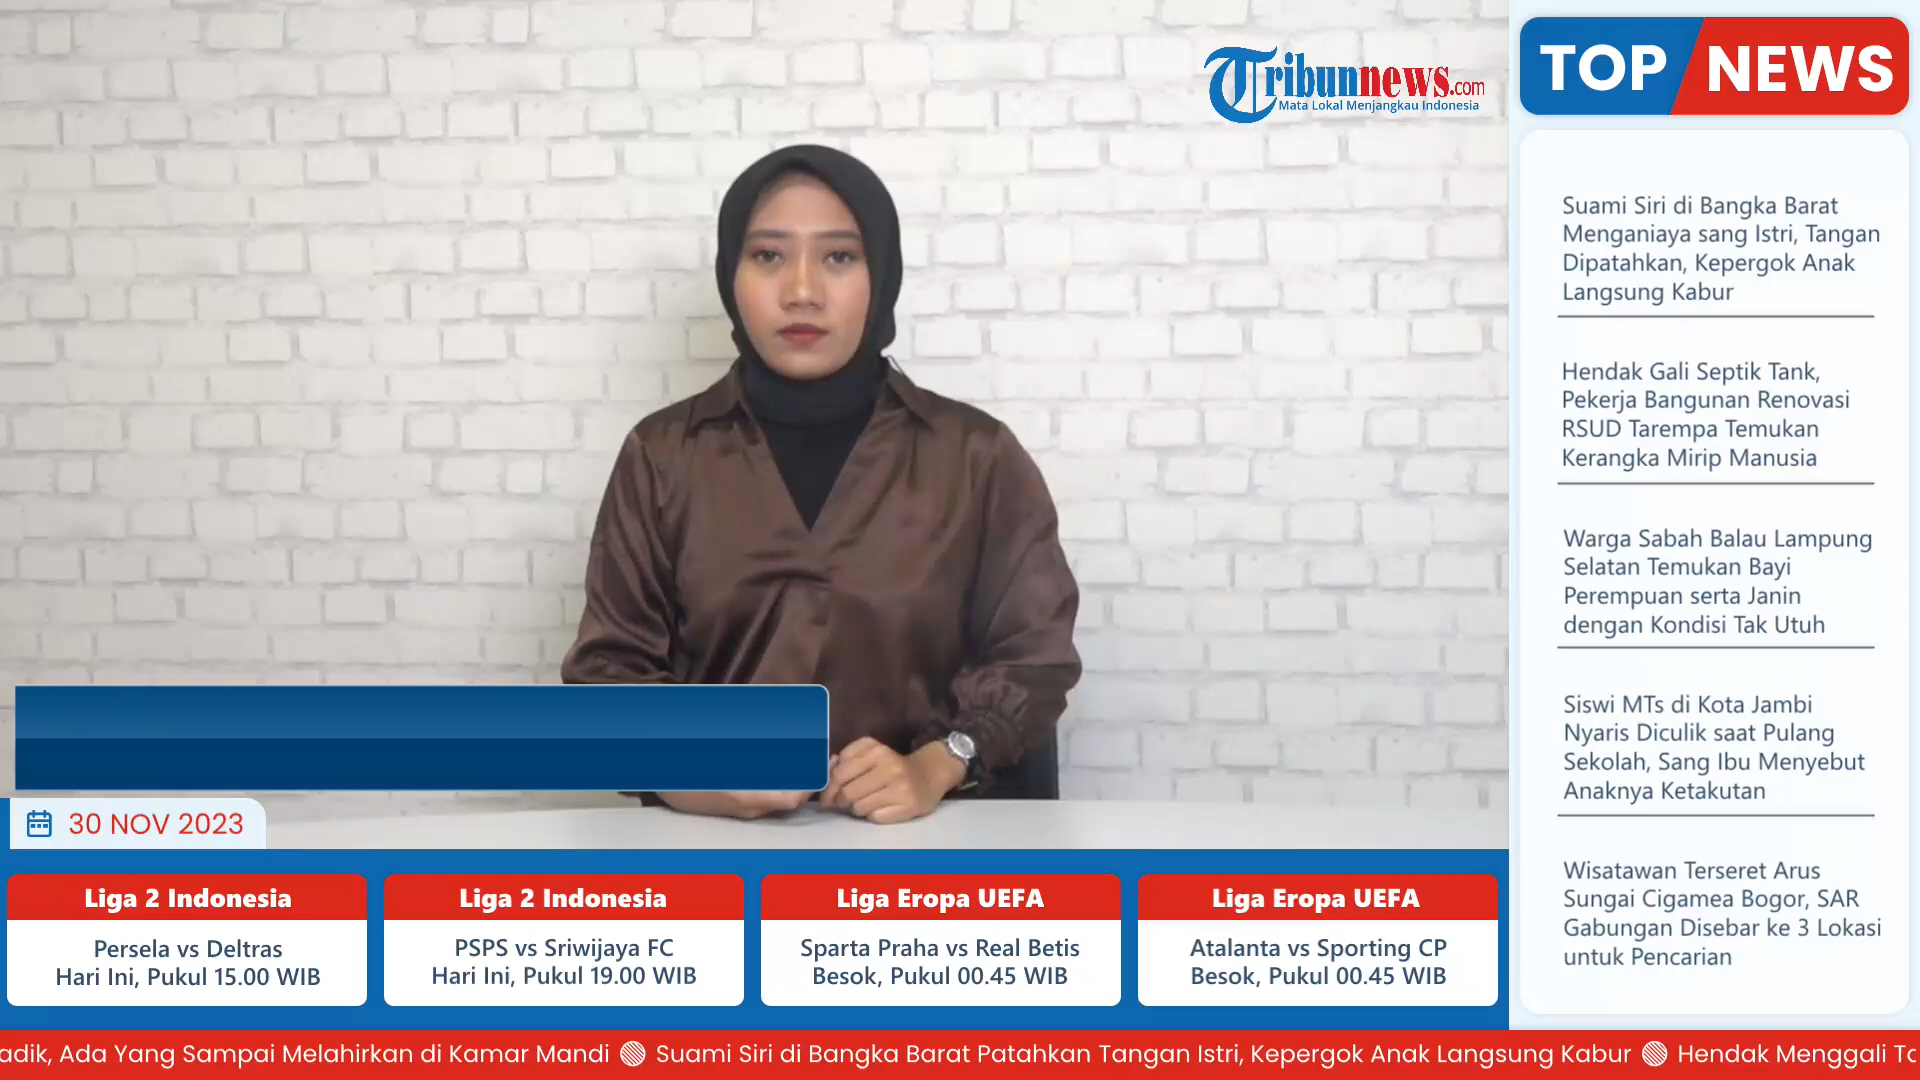 Tribunnews.com
Mata Lokal Menjangkau Indonesia
TOP NEWS
Suami Siri di Bangka Barat
Menganiaya sang Istri, Tangan
Dipatahkan, Kepergok Anak
Langsung Kabur
Hendak Gali Septik Tank,
Pekerja Bangunan Renovasi
RSUD Tarempa Temukan
Kerangka Mirip Manusia
Warga Sabah Balau Lampung
Selatan Temukan Bayi
Perempuan serta Janin
dengan Kondisi Tak Utuh
Siswi MTs di Kota Jambi
Nyaris Diculik saat Pulang
Sekolah, Sang Ibu Menyebut
Anaknya Ketakutan
Wisatawan Terseret Arus
Sungai Cigamea Bogor, SAR
Gabungan Disebar ke 3 Lokasi
untuk Pencarian
30 NOV 2023
Liga 2 Indonesia
Persela vs Deltras
Hari Ini, Pukul 15.00 WIB
Liga 2 Indonesia
PSPS vs Sriwijaya FC
Hari Ini, Pukul 19.00 WIB
Liga Eropa UEFA
Sparta Praha vs Real Betis
Besok, Pukul 00.45 WIB
Liga Eropa UEFA
Atalanta vs Sporting CP
Besok, Pukul 00.45 WIB
adik, Ada Yang Sampai Melahirkan di Kamar Mandi Suami Siri di Bangka Barat Patahkan Tangan Istri, Kepergok Anak Langsung Kabur Hendak Menggali